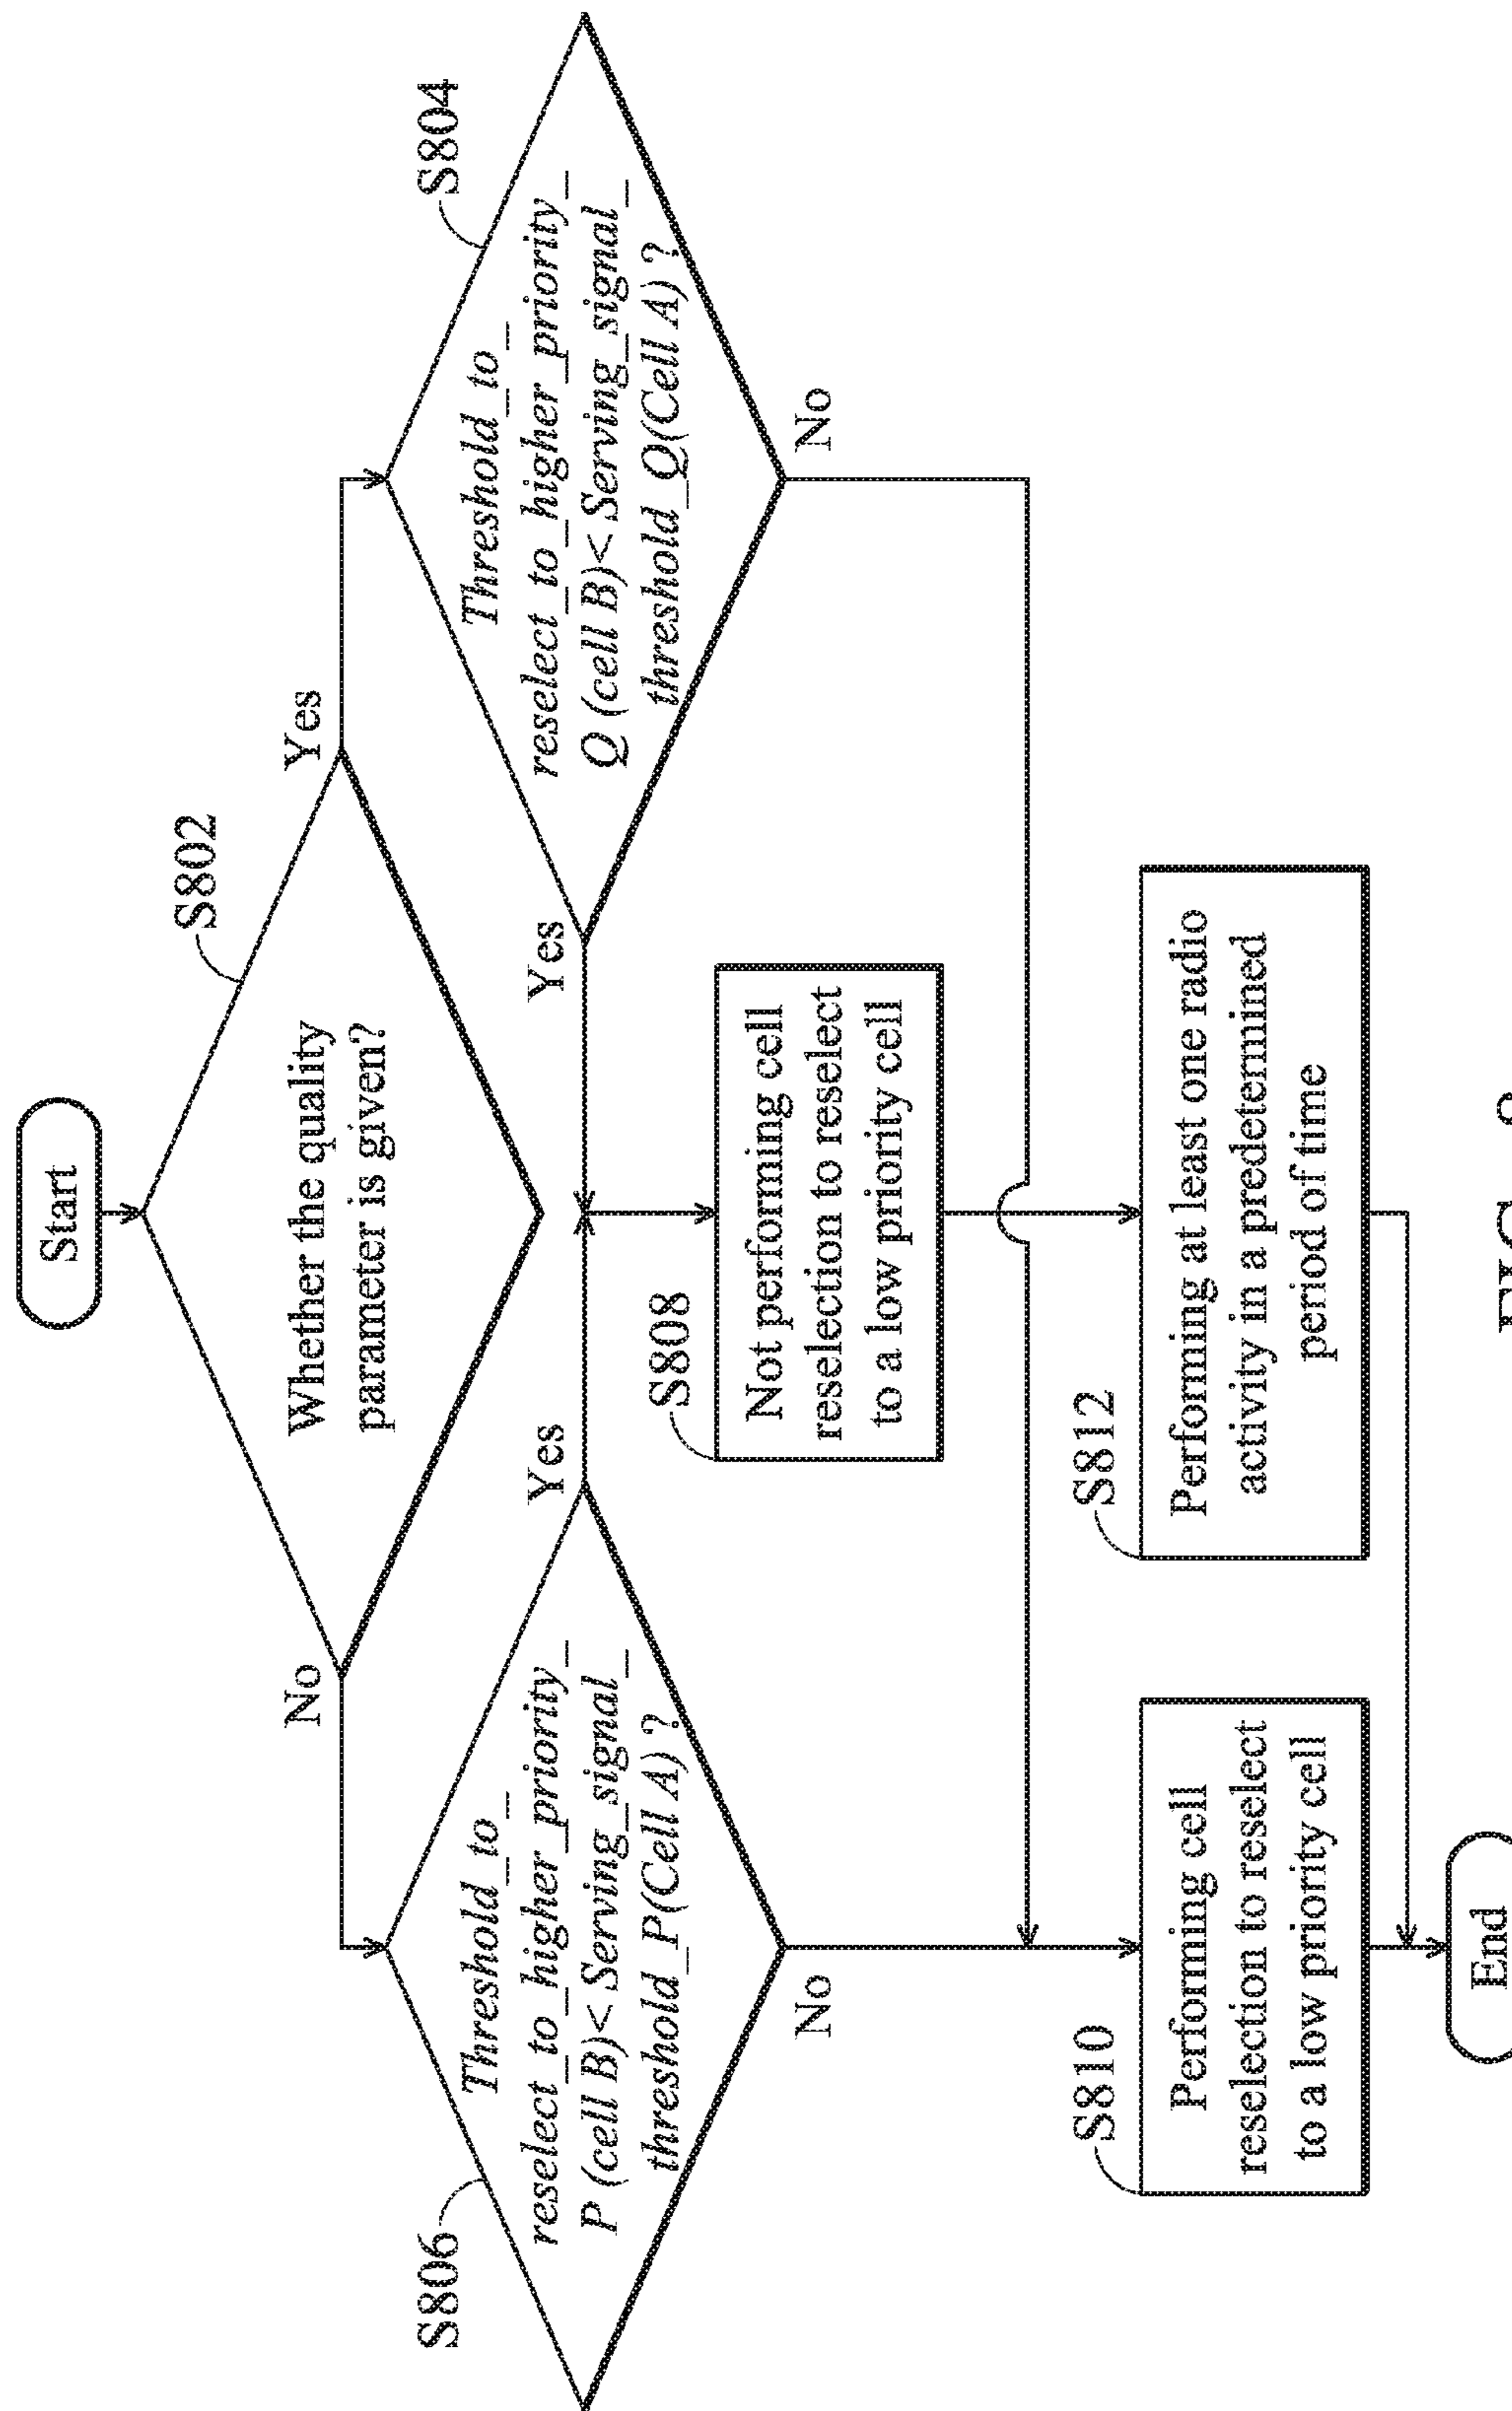 Start
S802
Whether the quality
parameter is given?
No
Yes
S806
Threshold_to_
reselect_to_higher_priority_
P (cell B)< Serving_signal_
threshold_P(Cell A) ?
Yes
No
S804
Threshold_to_
reselect_to_higher_priority_
Q (cell B)< Serving_signal_
threshold_Q(Cell A) ?
Yes
No
S808
Not performing cell
reselection to reselect
to a low priority cell
S810
Performing cell
reselection to reselect
to a low priority cell
S812
Performing at least one radio
activity in a predetermined
period of time
End